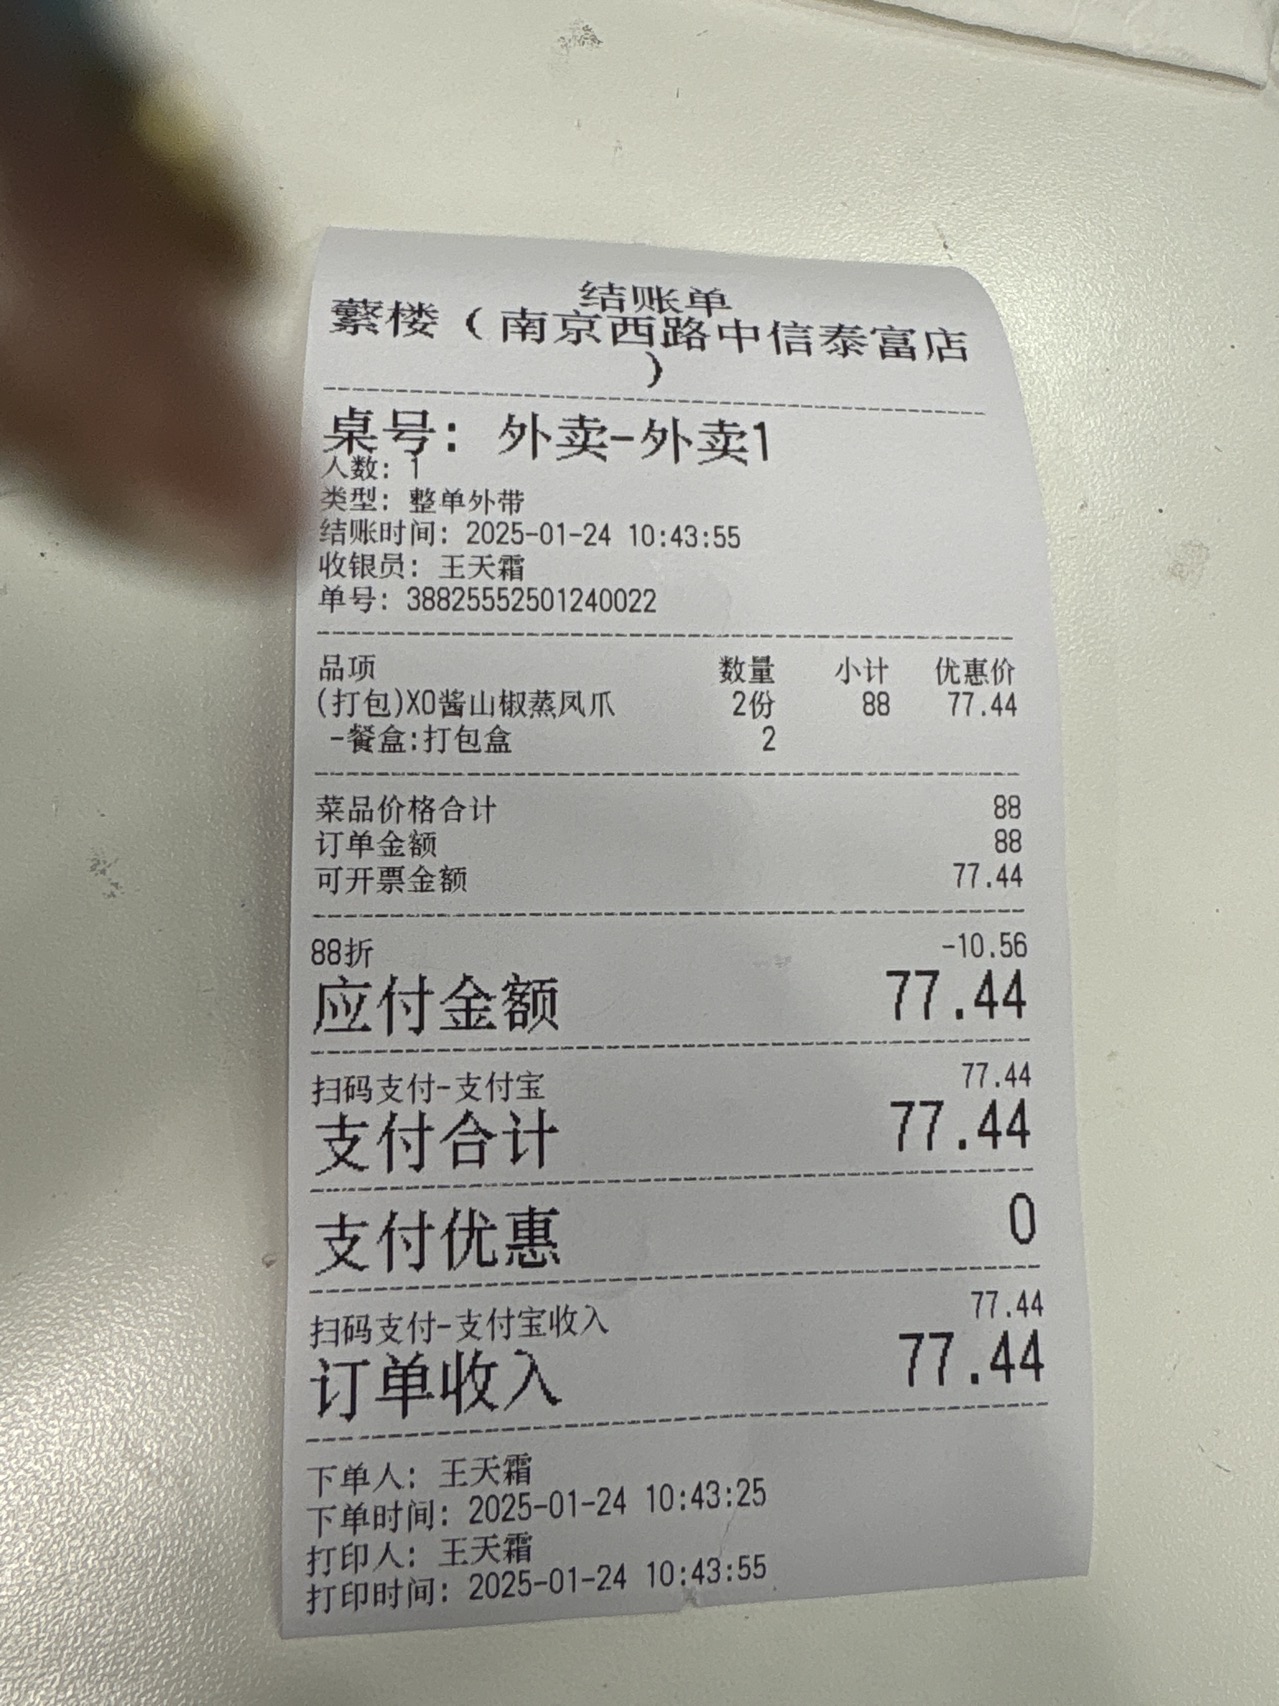 结账单
蘩楼（南京西路中信泰富店
）
桌号：外卖-外卖1
人数：1
类型：整单外带
结账时间：2025-01-24 10:43:55
收银员：王天霜
单号：38825552501240022
品项 数量 小计 优惠价
(打包)XO酱山椒蒸凤爪 2份 88 77.44
-餐盒:打包盒 2
菜品价格合计 88
订单金额 88
可开票金额 77.44
88折 -10.56
应付金额 77.44
扫码支付-支付宝 77.44
支付合计 77.44
支付优惠 0
扫码支付-支付宝收入 77.44
订单收入 77.44
下单人：王天霜
下单时间：2025-01-24 10:43:25
打印人：王天霜
打印时间：2025-01-24 10:43:55